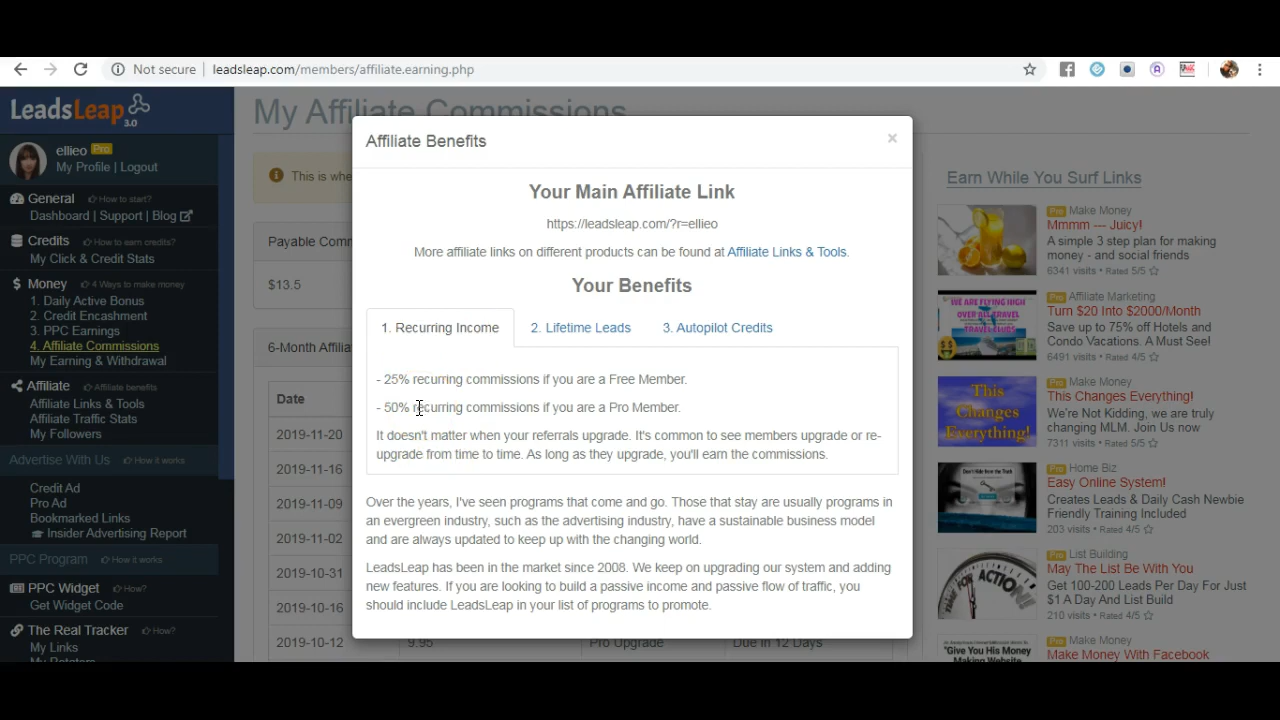 Not secure | leadsleap.com/members/affiliate.earning.php
LeadsLeap 3.0
ellieo Pro
My Profile | Logout
General How to start?
Dashboard | Support | Blog
Credits How to earn credits?
My Click & Credit Stats
Money 4 Ways to make money
1. Daily Active Bonus
2. Credit Encashment
3. PPC Earnings
4. Affiliate Commissions
My Earning & Withdrawal
Affiliate Affiliate benefits
Affiliate Links & Tools
Affiliate Traffic Stats
My Followers
Advertise With Us How it works
Credit Ad
Pro Ad
Bookmarked Links
Insider Advertising Report
PPC Program How it works
PPC Widget How?
Get Widget Code
The Real Tracker How?
My Links
My Rotators
My Affiliate Commissions
This is whe
Payable Comm
$13.5
6-Month Affilia
Date
2019-11-20
2019-11-16
2019-11-09
2019-11-02
2019-10-31
2019-10-16
2019-10-12 9.95 Pro Upgrade Due In 12 Days
Affiliate Benefits ×
Your Main Affiliate Link
https://leadsleap.com/?r=ellieo
More affiliate links on different products can be found at Affiliate Links & Tools.
Your Benefits
1. Recurring Income 2. Lifetime Leads 3. Autopilot Credits
- 25% recurring commissions if you are a Free Member.
- 50% recurring commissions if you are a Pro Member.
It doesn't matter when your referrals upgrade. It's common to see members upgrade or re-
upgrade from time to time. As long as they upgrade, you'll earn the commissions.
Over the years, I've seen programs that come and go. Those that stay are usually programs in
an evergreen industry, such as the advertising industry, have a sustainable business model
and are always updated to keep up with the changing world.
LeadsLeap has been in the market since 2008. We keep on upgrading our system and adding
new features. If you are looking to build a passive income and passive flow of traffic, you
should include LeadsLeap in your list of programs to promote.
Earn While You Surf Links
Pro Make Money
Mmmm --- Juicy!
A simple 3 step plan for making
money - and social friends
6341 visits • Rated 5/5
WE ARE FLYING HIGH
OVER ALL TRAVEL
TRAVEL CLUBS
Pro Affiliate Marketing
Turn $20 Into $2000/Month
Save up to 75% off Hotels and
Condo Vacations. A Must See!
6491 visits • Rated 4/5
This
Changes
Everything!
Pro Make Money
This Changes Everything!
We're Not Kidding, we are truly
changing MLM. Join Us now
7311 visits • Rated 5/5
Pro Home Biz
Easy Online System!
Creates Leads & Daily Cash Newbie
Friendly Training Included
203 visits • Rated 4/5
FOR ACTION
Pro List Building
May The List Be With You
Get 100-200 Leads Per Day For Just
$1 A Day And List Build
210 visits • Rated 4/5
"Give You His Money
Making Website
Pro Make Money
Make Money With Facebook